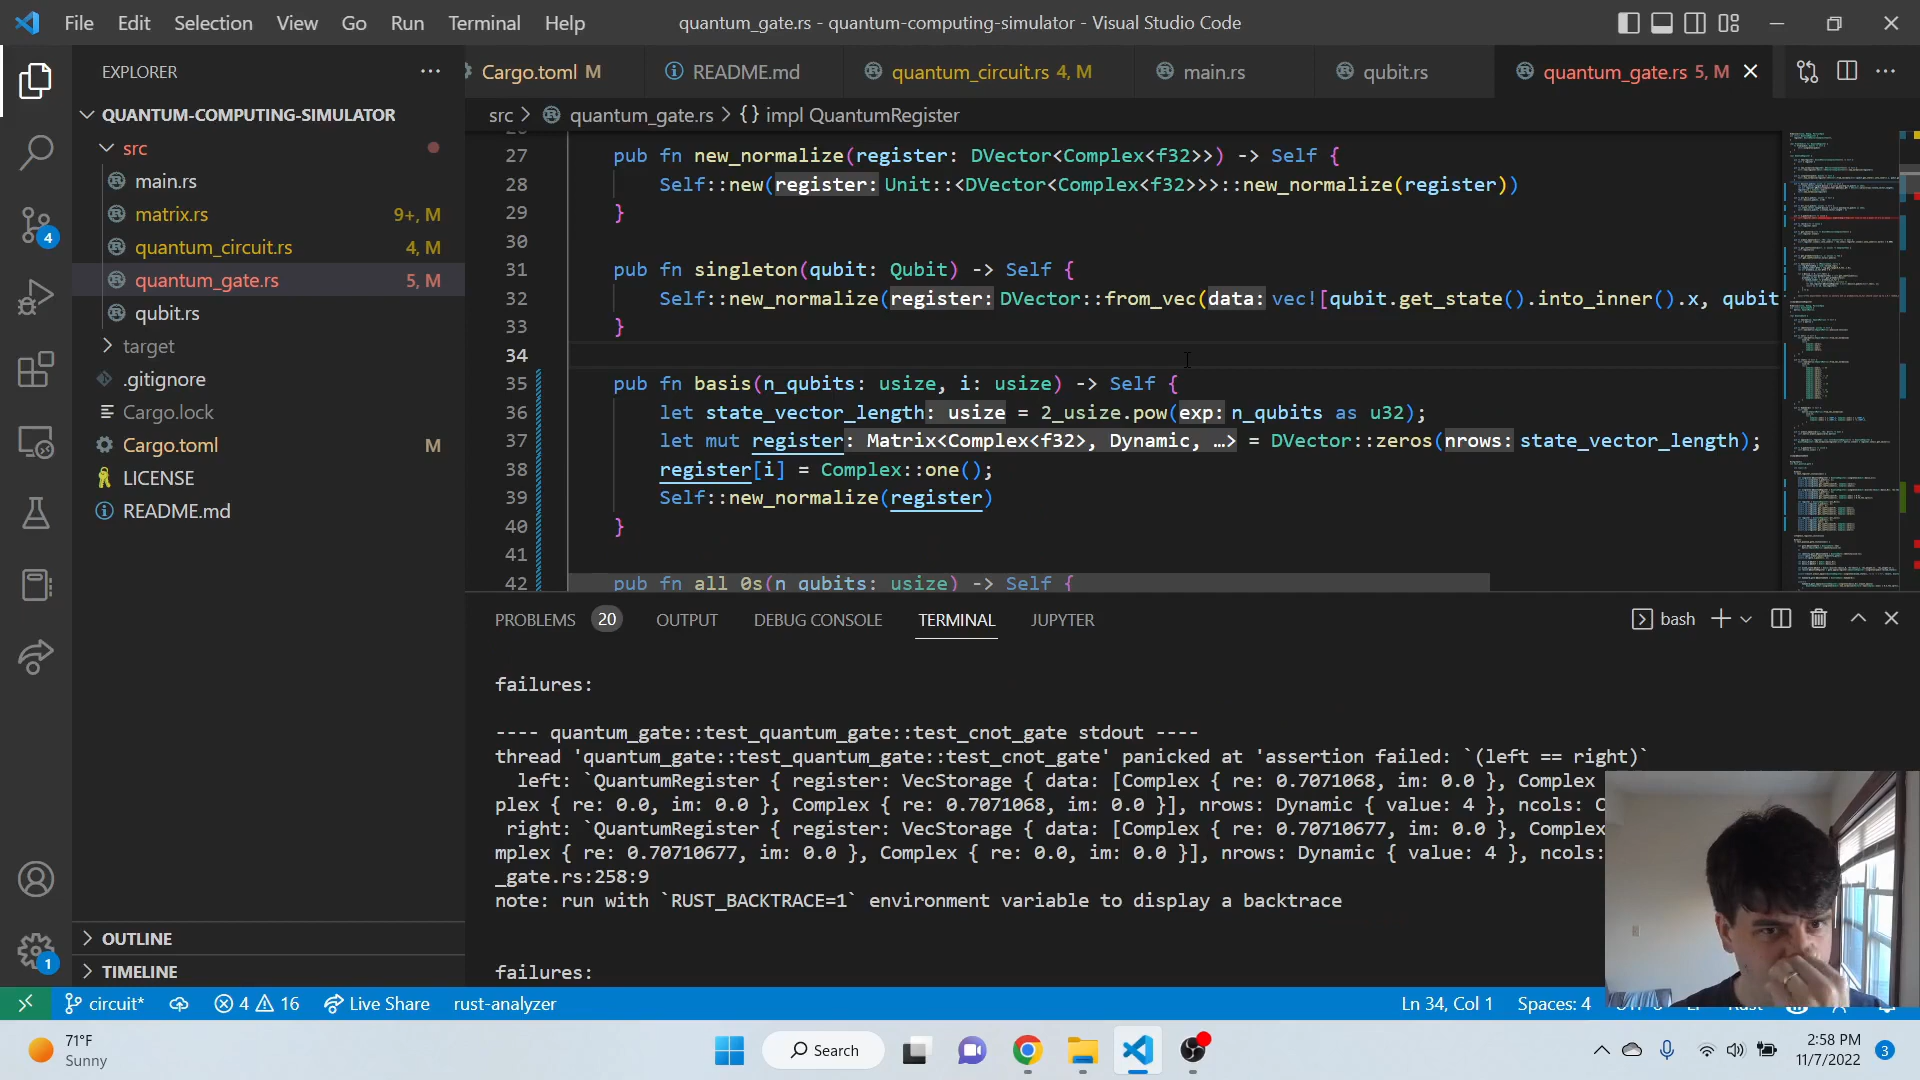 File Edit Selection View Go Run Terminal Help
quantum_gate.rs - quantum-computing-simulator - Visual Studio Code
EXPLORER
QUANTUM-COMPUTING-SIMULATOR
src
main.rs
matrix.rs 9+, M
quantum_circuit.rs 4, M
quantum_gate.rs 5, M
qubit.rs
target
.gitignore
Cargo.lock
Cargo.toml M
LICENSE
README.md
OUTLINE
TIMELINE
4
1
Cargo.toml M README.md quantum_circuit.rs 4, M main.rs qubit.rs quantum_gate.rs 5, M
src > quantum_gate.rs > {} impl QuantumRegister
27 pub fn new_normalize(register: DVector<Complex<f32>>) -> Self {
28 Self::new(register: Unit::<DVector<Complex<f32>>>::new_normalize(register))
29 }
30
31 pub fn singleton(qubit: Qubit) -> Self {
32 Self::new_normalize(register: DVector::from_vec(data: vec![qubit.get_state().into_inner().x, qubit
33 }
34
35 pub fn basis(n_qubits: usize, i: usize) -> Self {
36 let state_vector_length: usize = 2_usize.pow(exp: n_qubits as u32);
37 let mut register: Matrix<Complex<f32>, Dynamic, …> = DVector::zeros(nrows: state_vector_length);
38 register[i] = Complex::one();
39 Self::new_normalize(register)
40 }
41
42 pub fn all_0s(n_qubits: usize) -> Self {
PROBLEMS 20 OUTPUT DEBUG CONSOLE TERMINAL JUPYTER
bash
failures:
---- quantum_gate::test_quantum_gate::test_cnot_gate stdout ----
thread 'quantum_gate::test_quantum_gate::test_cnot_gate' panicked at 'assertion failed: `(left == right)`
left: `QuantumRegister { register: VecStorage { data: [Complex { re: 0.7071068, im: 0.0 }, Complex
plex { re: 0.0, im: 0.0 }, Complex { re: 0.7071068, im: 0.0 }], nrows: Dynamic { value: 4 }, ncols: C
right: `QuantumRegister { register: VecStorage { data: [Complex { re: 0.70710677, im: 0.0 }, Complex
mplex { re: 0.70710677, im: 0.0 }, Complex { re: 0.0, im: 0.0 }], nrows: Dynamic { value: 4 }, ncols:
_gate.rs:258:9
note: run with `RUST_BACKTRACE=1` environment variable to display a backtrace
failures:
circuit* 4 16 Live Share rust-analyzer Ln 34, Col 1 Spaces: 4
71°F
Sunny
Search
2:58 PM
11/7/2022
3